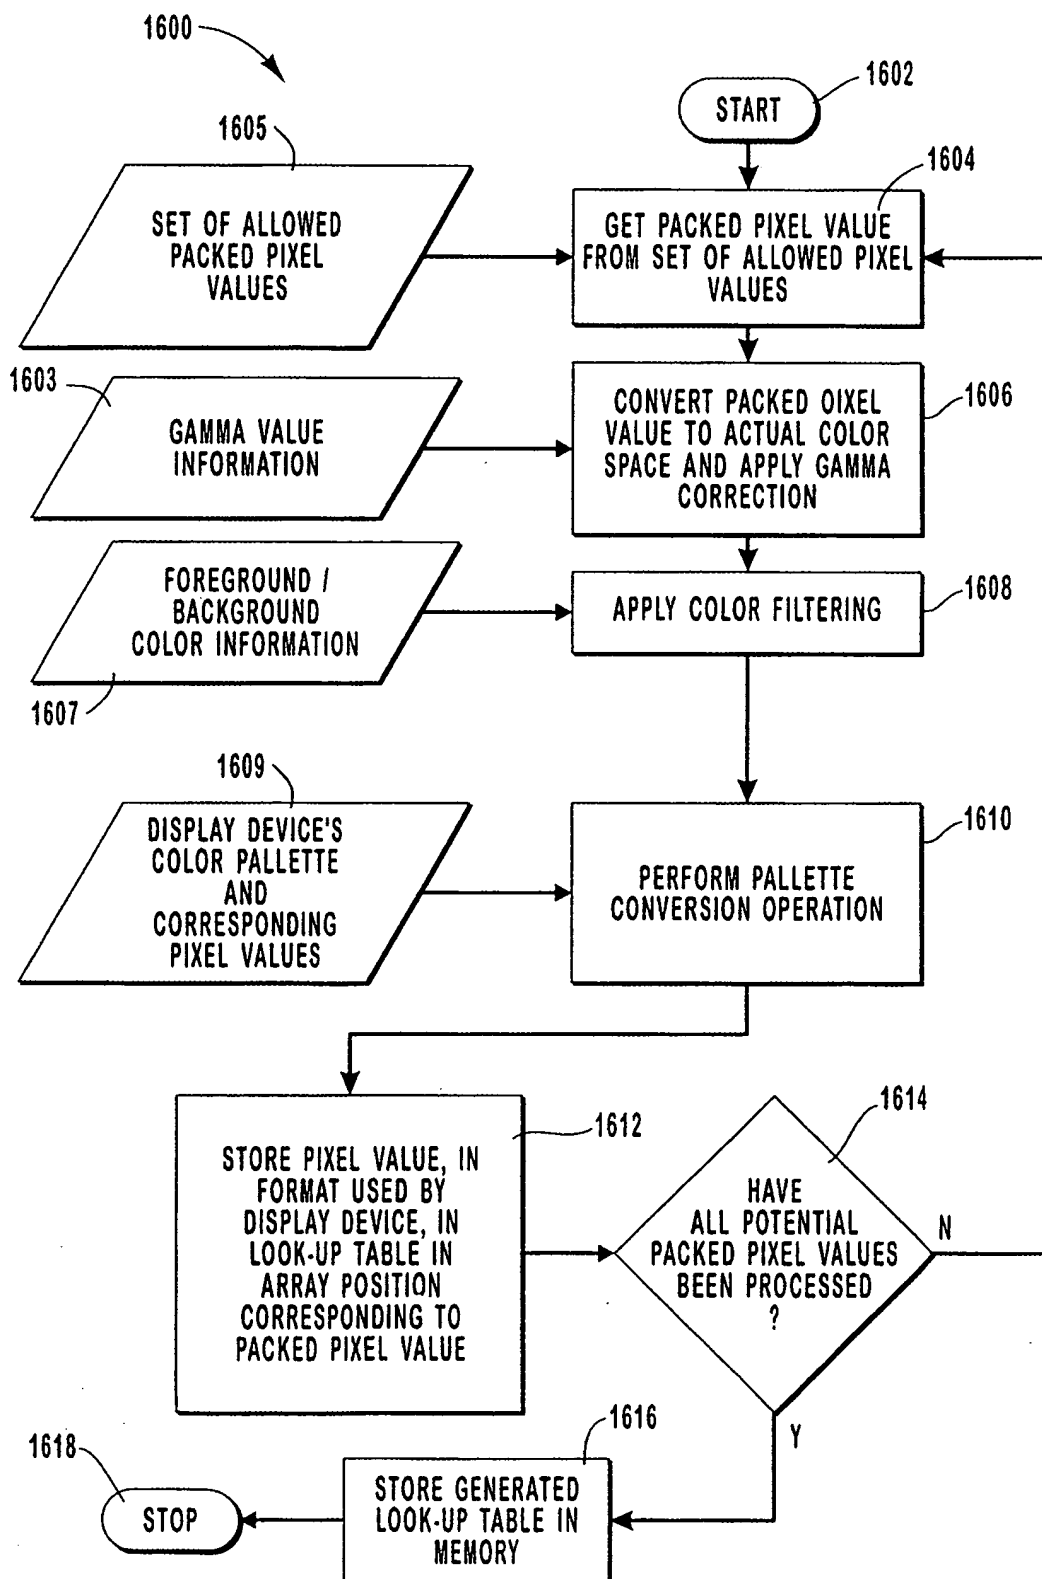 1600
1602
START
1605
SET OF ALLOWED
PACKED PIXEL
VALUES
1604
GET PACKED PIXEL VALUE
FROM SET OF ALLOWED PIXEL
VALUES
1603
GAMMA VALUE
INFORMATION
1606
CONVERT PACKED OIXEL
VALUE TO ACTUAL COLOR
SPACE AND APPLY GAMMA
CORRECTION
FOREGROUND /
BACKGROUND
COLOR INFORMATION
1607
1608
APPLY COLOR FILTERING
1609
DISPLAY DEVICE'S
COLOR PALLETTE
AND
CORRESPONDING
PIXEL VALUES
1610
PERFORM PALLETTE
CONVERSION OPERATION
1612
STORE PIXEL VALUE, IN
FORMAT USED BY
DISPLAY DEVICE, IN
LOOK-UP TABLE IN
ARRAY POSITION
CORRESPONDING TO
PACKED PIXEL VALUE
1614
HAVE
ALL POTENTIAL
PACKED PIXEL VALUES
BEEN PROCESSED
?
N
Y
1616
STORE GENERATED
LOOK-UP TABLE IN
MEMORY
1618
STOP